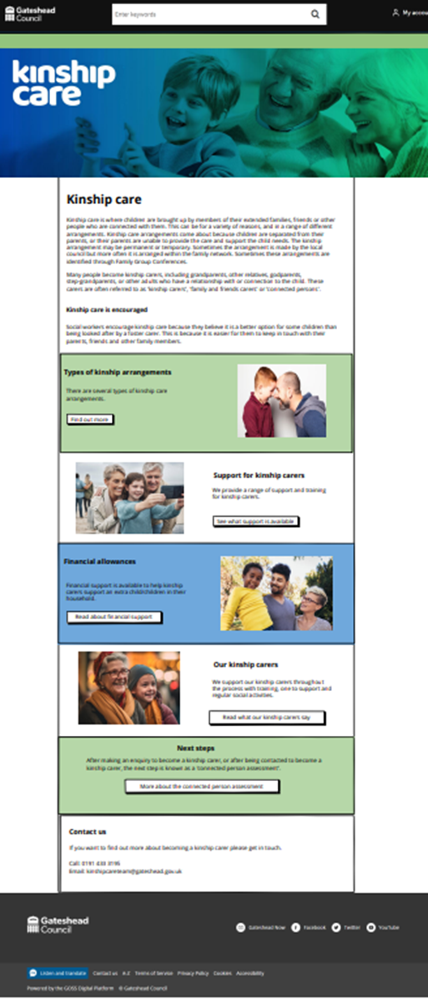 Gateshead
Council
Enter keywords
My accou
kinship
care
Kinship care
Kinship care is where children are brought up by members of their extended families, friends or other
people who are connected with them. This can be for a variety of reasons, and in a range of different
arrangements. Kinship care arrangements come about because children are separated from their
parents, or their parents are unable to provide the care and support the child needs. The kinship
arrangement may be permanent or temporary. Sometimes the arrangement is made by the local
council but more often it is arranged within the family network. Sometimes these arrangements are
identified through Family Group Conferences.
Many people become kinship carers, including grandparents, other relatives, godparents,
step-grandparents, or other adults who have a relationship with or connection to the child. These
carers are often referred to as 'kinship carers', 'family and friends carers' or 'connected persons'.
Kinship care is encouraged
Social workers encourage kinship care because they believe it is a better option for some children than
being looked after by a foster carer. This is because it is easier for them to keep in touch with their
parents, friends and other family members.
Types of kinship arrangements
There are several types of kinship care
arrangements.
Find out more
Support for kinship carers
We provide a range of support and training
for kinship carers.
See what support is available
Financial allowances
Financial support is available to help kinship
carers support an extra child/children in their
household.
Read about financial support
Our kinship carers
We support our kinship carers throughout
the process with training, one to support and
regular social activities.
Read what our kinship carers say
Next steps
After making an enquiry to become a kinship carer, or after being contacted to become a
kinship carer, the next step is known as a 'connected person assessment'.
More about the connected person assessment
Contact us
If you want to find out more about becoming a kinship carer please get in touch.
Call: 0191 433 3195
Email: kinshipcareteam@gateshead.gov.uk
Gateshead
Council
Gateshead Now Facebook Twitter YouTube
Listen and translate Contact us A-Z Terms of Service Privacy Policy Cookies Accessibility
Powered by the GOSS Digital Platform © Gateshead Council